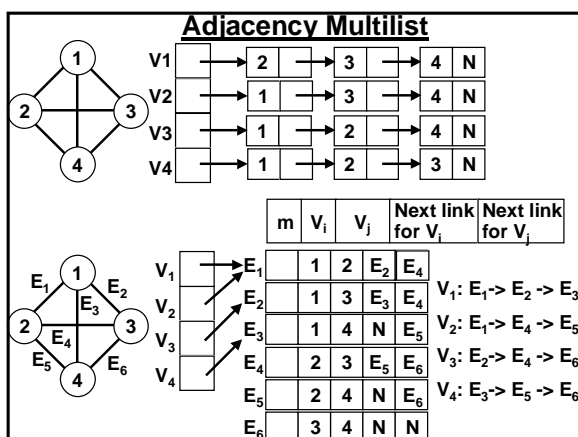 Adjacency Multilist
1
2
3
4
V1 2 3 4 N
V2 1 3 4 N
V3 1 2 4 N
V4 1 2 3 N
m Vᵢ Vⱼ Next link for Vᵢ Next link for Vⱼ
1
E₁
E₂
E₃
2
3
E₄
E₅
E₆
4
V₁
V₂
V₃
V₄
E₁ 1 2 E₂ E₄
E₂ 1 3 E₃ E₄
E₃ 1 4 N E₅
E₄ 2 3 E₅ E₆
E₅ 2 4 N E₆
E₆ 3 4 N N
V₁: E₁-> E₂ -> E₃
V₂: E₁-> E₄ -> E₅
V₃: E₂-> E₄ -> E₆
V₄: E₃-> E₅ -> E₆